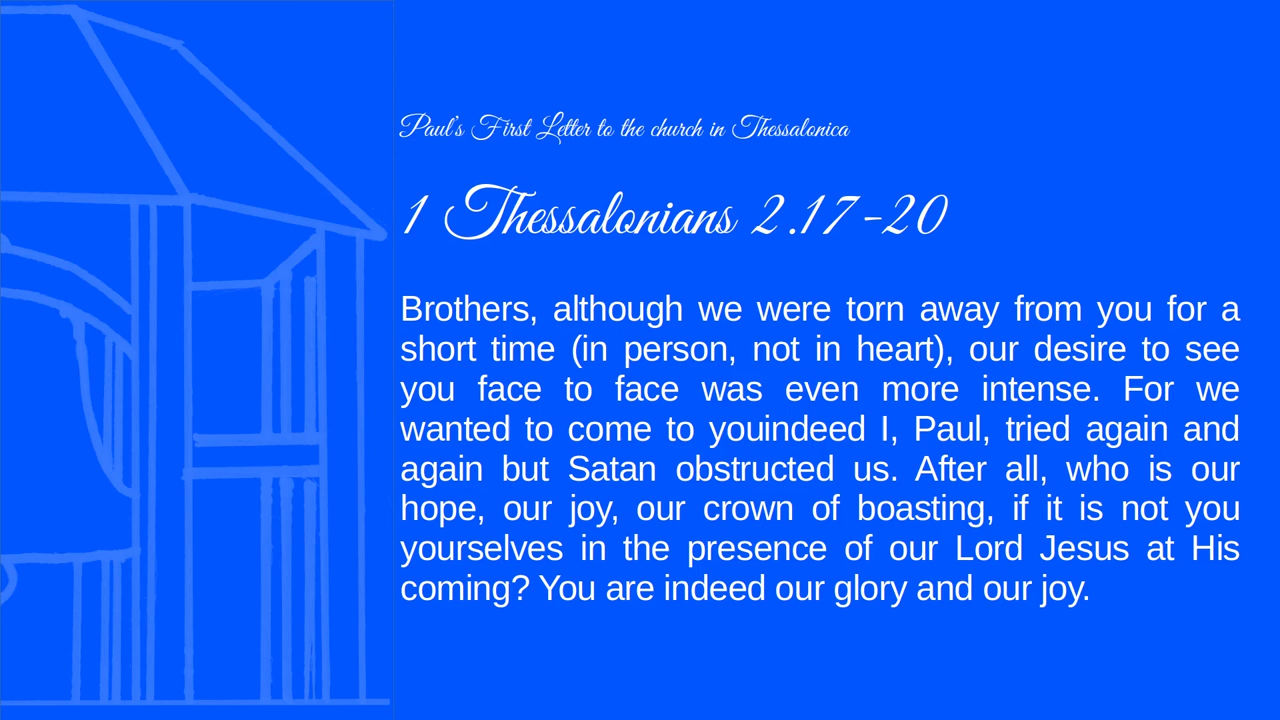 Paul's First Letter to the church in Thessalonica
1 Thessalonians 2.17-20
Brothers, although we were torn away from you for a
short time (in person, not in heart), our desire to see
you face to face was even more intense. For we
wanted to come to youindeed I, Paul, tried again and
again but Satan obstructed us. After all, who is our
hope, our joy, our crown of boasting, if it is not you
yourselves in the presence of our Lord Jesus at His
coming? You are indeed our glory and our joy.